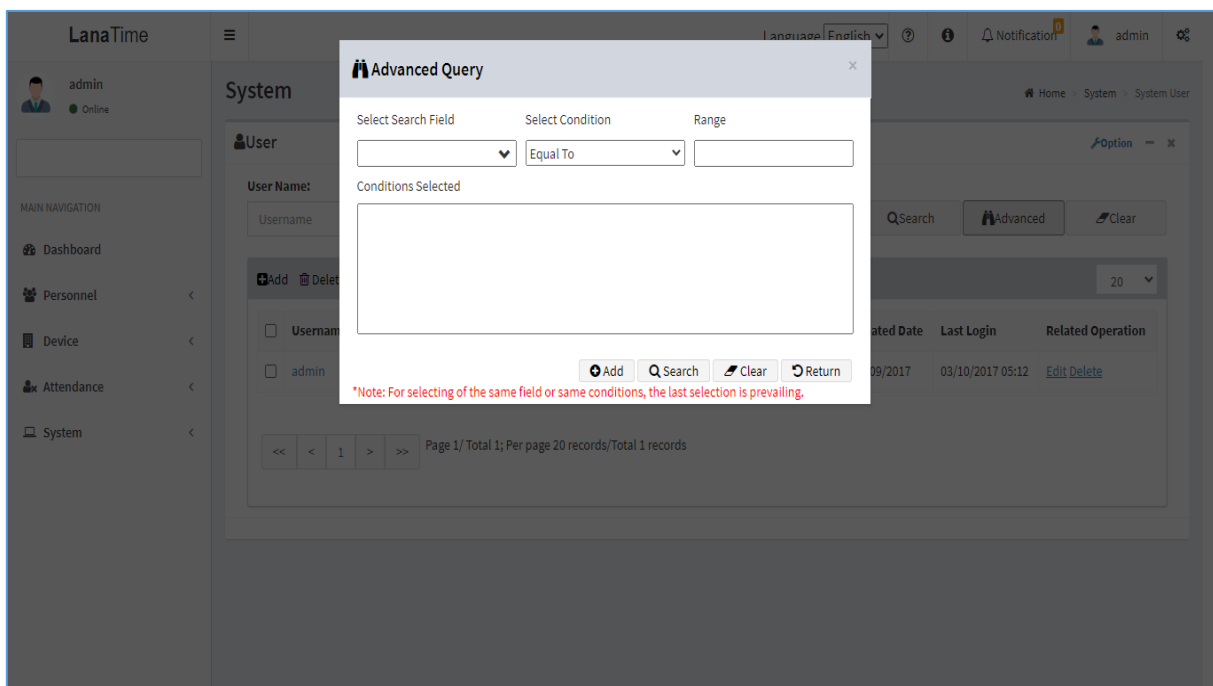 LanaTime
Language English
Notification 0
admin
admin
Online
System
Home > System > System User
User
Option
MAIN NAVIGATION
Dashboard
Personnel
Device
Attendance
System
User Name:
Username
Search
Advanced
Clear
Add Delet
20
Usernam
ated Date Last Login Related Operation
admin
09/2017 03/10/2017 05:12 Edit Delete
<< < 1 > >> Page 1/ Total 1; Per page 20 records/Total 1 records
Advanced Query
×
Select Search Field Select Condition Range
Equal To
Conditions Selected
Add Search Clear Return
*Note: For selecting of the same field or same conditions, the last selection is prevailing.